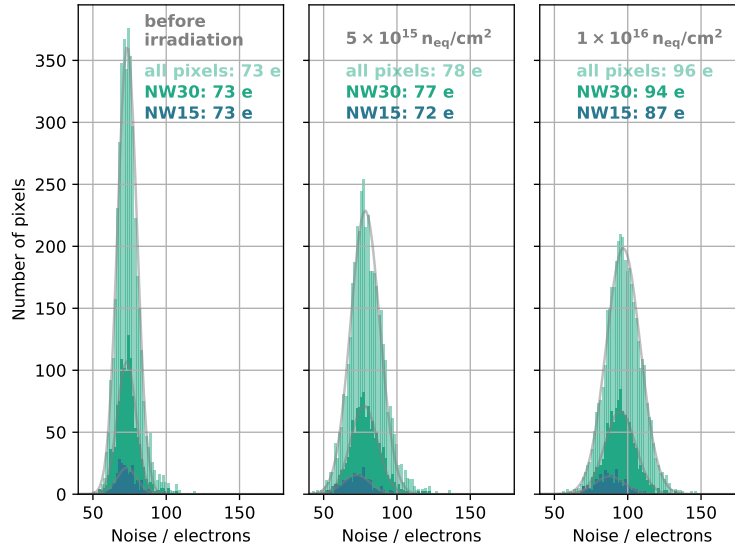 before
irradiation
all pixels: 73 e
NW30: 73 e
NW15: 73 e
5 × 10¹⁵ n_eq/cm²
all pixels: 78 e
NW30: 77 e
NW15: 72 e
1 × 10¹⁶ n_eq/cm²
all pixels: 96 e
NW30: 94 e
NW15: 87 e
Number of pixels
350
300
250
200
150
100
50
0
50 100 150
50 100 150
50 100 150
Noise / electrons
Noise / electrons
Noise / electrons